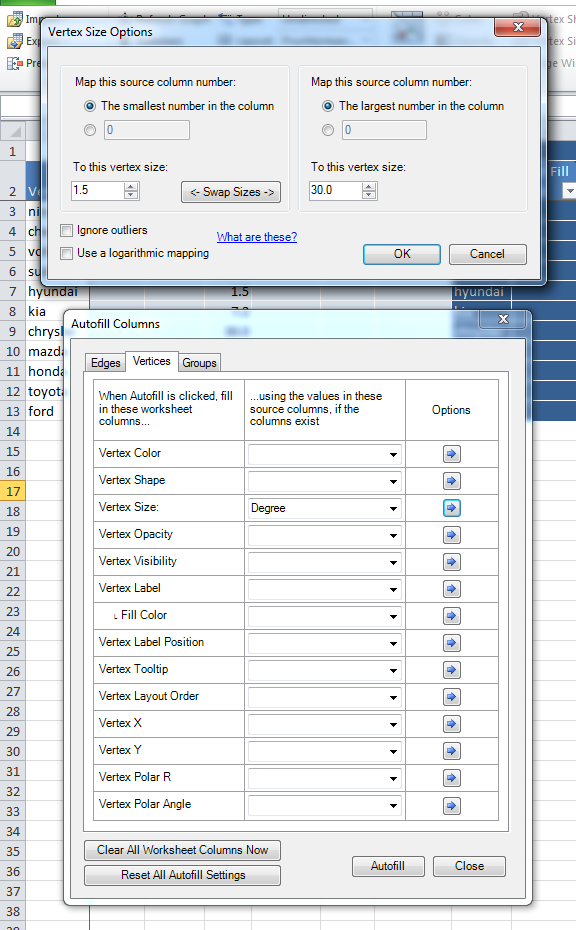 Vertex Size Options
Map this source column number:
The smallest number in the column
0
To this vertex size:
1.5
<- Swap Sizes ->
Map this source column number:
The largest number in the column
0
To this vertex size:
30.0
Ignore outliers
Use a logarithmic mapping
What are these?
OK
Cancel
Fill
1
2
3
4
5
6
7 hyundai 1.5 hyundai
8 kia
9
10
11
12 toyota
13 ford
14
15
16
17
18
19
20
21
22
23
24
25
26
27
28
29
30
31
32
33
34
35
36
37
38
Autofill Columns
Edges Vertices Groups
When Autofill is clicked, fill
in these worksheet
columns...
...using the values in these
source columns, if the
columns exist
Options
Vertex Color
Vertex Shape
Vertex Size: Degree
Vertex Opacity
Vertex Visibility
Vertex Label
Fill Color
Vertex Label Position
Vertex Tooltip
Vertex Layout Order
Vertex X
Vertex Y
Vertex Polar R
Vertex Polar Angle
Clear All Worksheet Columns Now
Reset All Autofill Settings
Autofill
Close